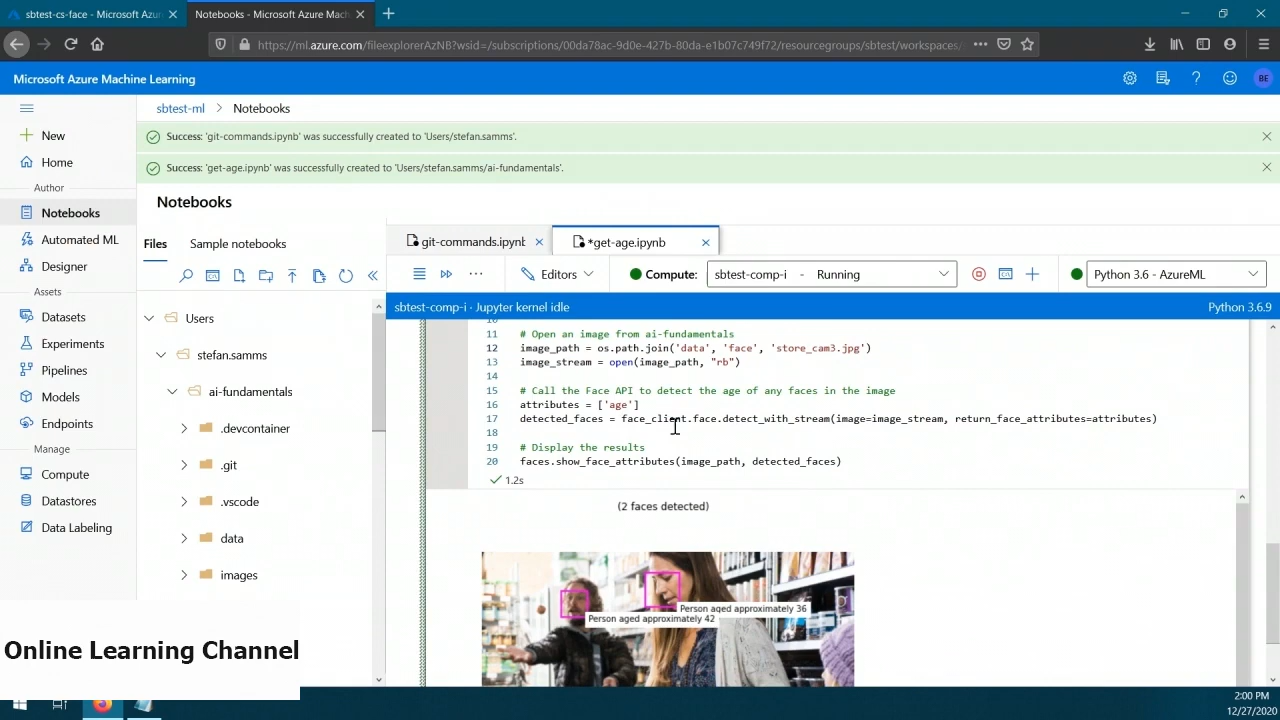 sbtest-cs-face - Microsoft Azu
Notebooks - Microsoft Azure Mach
https://ml.azure.com/fileexplorerAzNB?wsid=/subscriptions/00da78ac-9d0e-427b-80da-e1b07c749f72/resourcegroups/sbtest/workspaces/
Microsoft Azure Machine Learning
BE
sbtest-ml > Notebooks
New
Home
Author
Notebooks
Automated ML
Designer
Assets
Datasets
Experiments
Pipelines
Models
Endpoints
Manage
Compute
Datastores
Data Labeling
Success: 'git-commands.ipynb' was successfully created to 'Users/stefan.samms'.
Success: 'get-age.ipynb' was successfully created to 'Users/stefan.samms/ai-fundamentals'.
Notebooks
Files Sample notebooks
Users
stefan.samms
ai-fundamentals
.devcontainer
.git
.vscode
data
images
git-commands.ipynb
*get-age.ipynb
Editors Compute: sbtest-comp-i - Running Python 3.6 - AzureML
sbtest-comp-i · Jupyter kernel idle Python 3.6.9
10
11 # Open an image from ai-fundamentals
12 image_path = os.path.join('data', 'face', 'store_cam3.jpg')
13 image_stream = open(image_path, "rb")
14
15 # Call the Face API to detect the age of any faces in the image
16 attributes = ['age']
17 detected_faces = face_client.face.detect_with_stream(image=image_stream, return_face_attributes=attributes)
18
19 # Display the results
20 faces.show_face_attributes(image_path, detected_faces)
1.2s
(2 faces detected)
Person aged approximately 36
Person aged approximately 42
Online Learning Channel
2:00 PM
12/27/2020